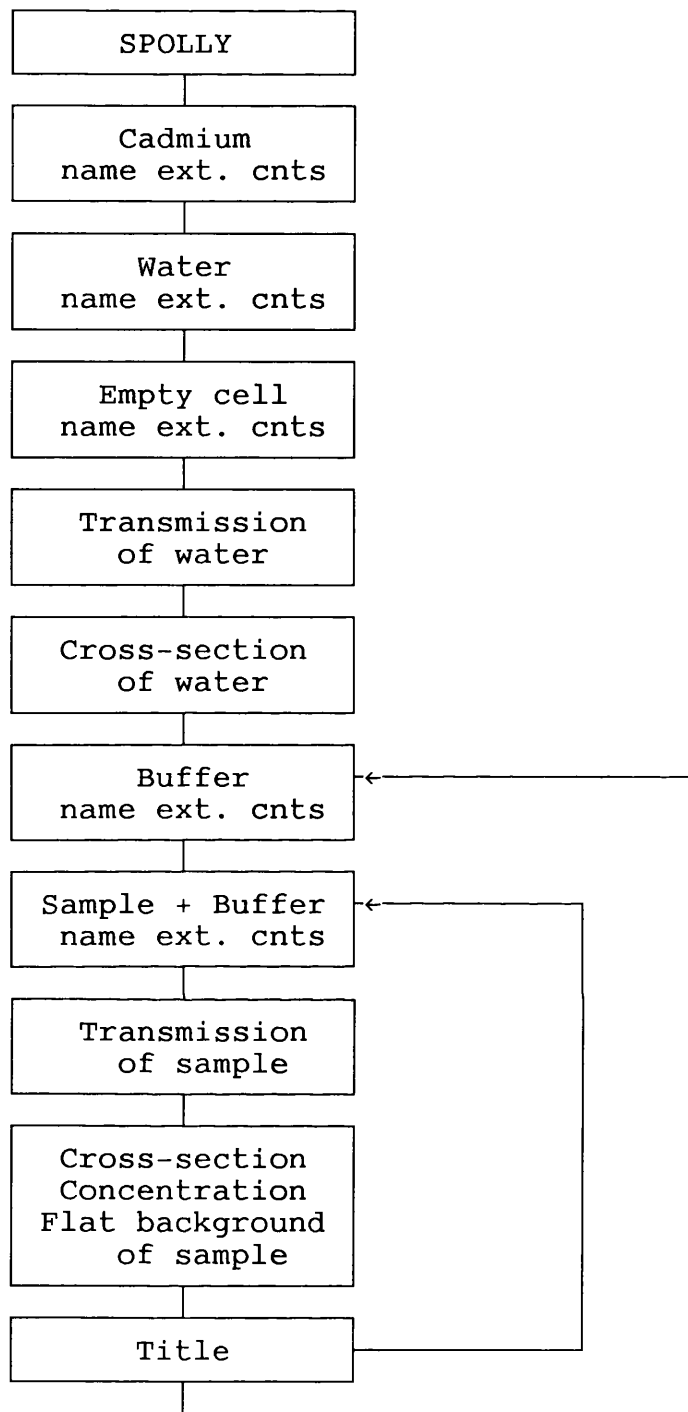 SPOLLY
Cadmium
name ext. cnts
Water
name ext. cnts
Empty cell
name ext. cnts
Transmission
of water
Cross-section
of water
Buffer
name ext. cnts
Sample + Buffer
name ext. cnts
Transmission
of sample
Cross-section
Concentration
Flat background
of sample
Title